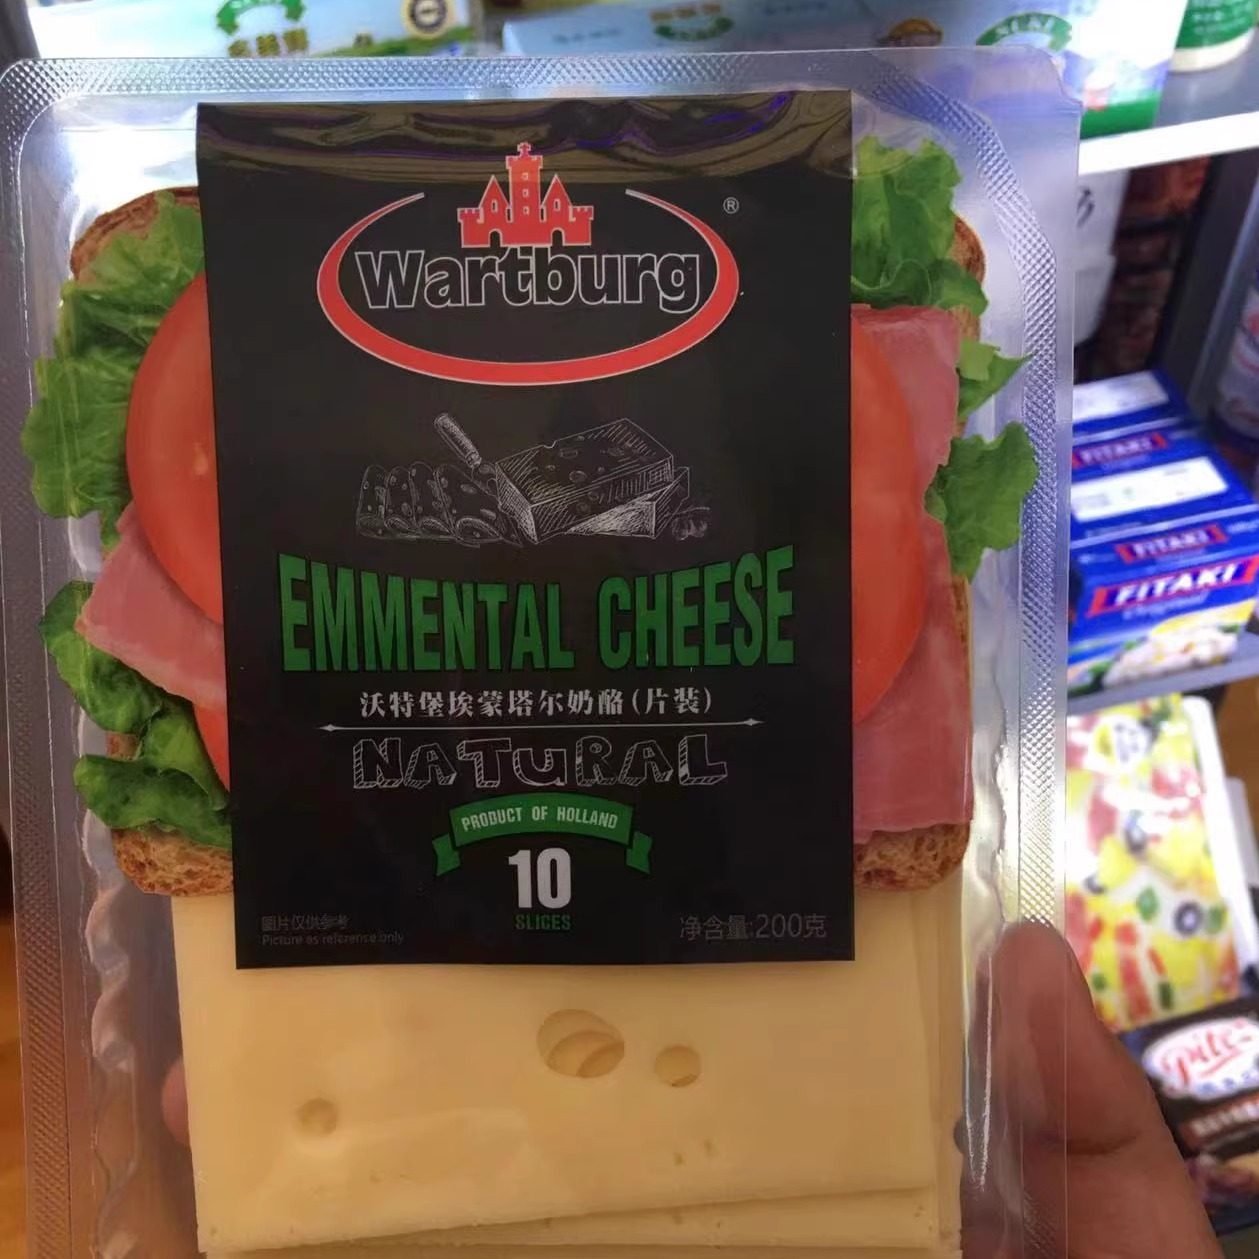 Wartburg
®
EMMENTAL CHEESE
沃特堡埃蒙塔尔奶酪(片装)
NATURAL
PRODUCT OF HOLLAND
10
SLICES
圖片仅供参考
Picture as reference only
净含量:200克
FITAKI
FITAKI
FITAKI